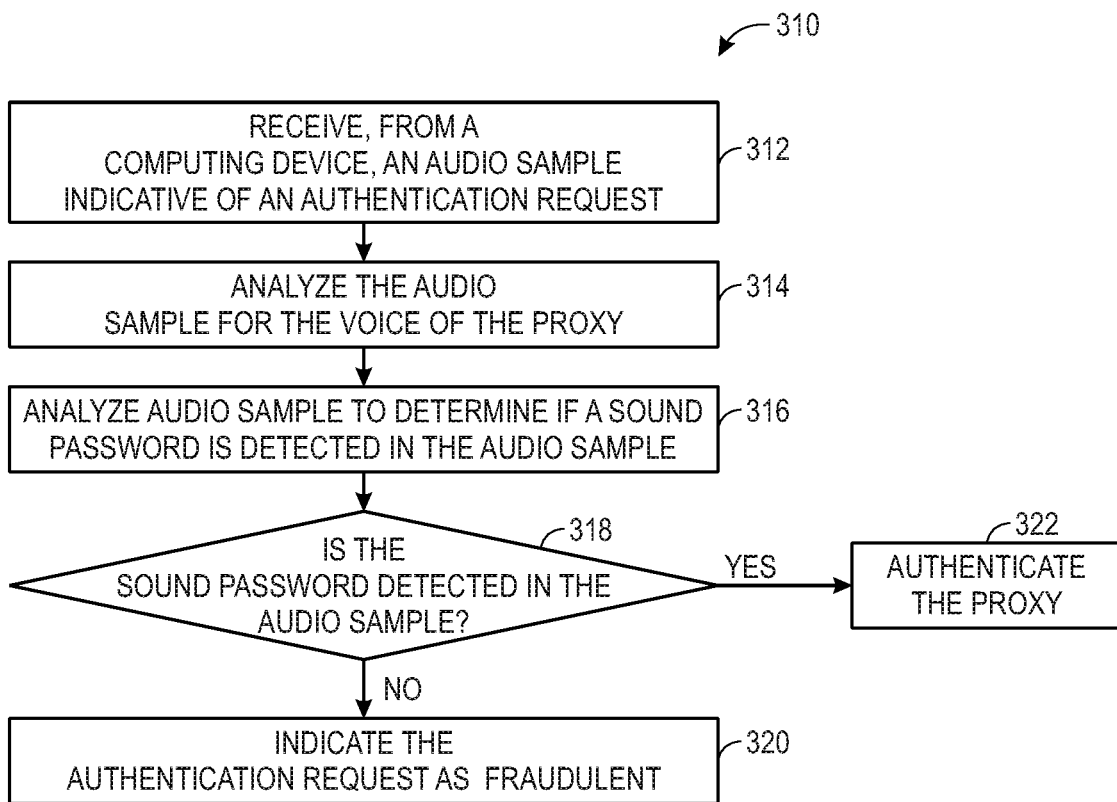 310
RECEIVE, FROM A
COMPUTING DEVICE, AN AUDIO SAMPLE
INDICATIVE OF AN AUTHENTICATION REQUEST
312
ANALYZE THE AUDIO
SAMPLE FOR THE VOICE OF THE PROXY
314
ANALYZE AUDIO SAMPLE TO DETERMINE IF A SOUND
PASSWORD IS DETECTED IN THE AUDIO SAMPLE
316
318
IS THE
SOUND PASSWORD DETECTED IN THE
AUDIO SAMPLE?
YES
322
AUTHENTICATE
THE PROXY
NO
INDICATE THE
AUTHENTICATION REQUEST AS FRAUDULENT
320